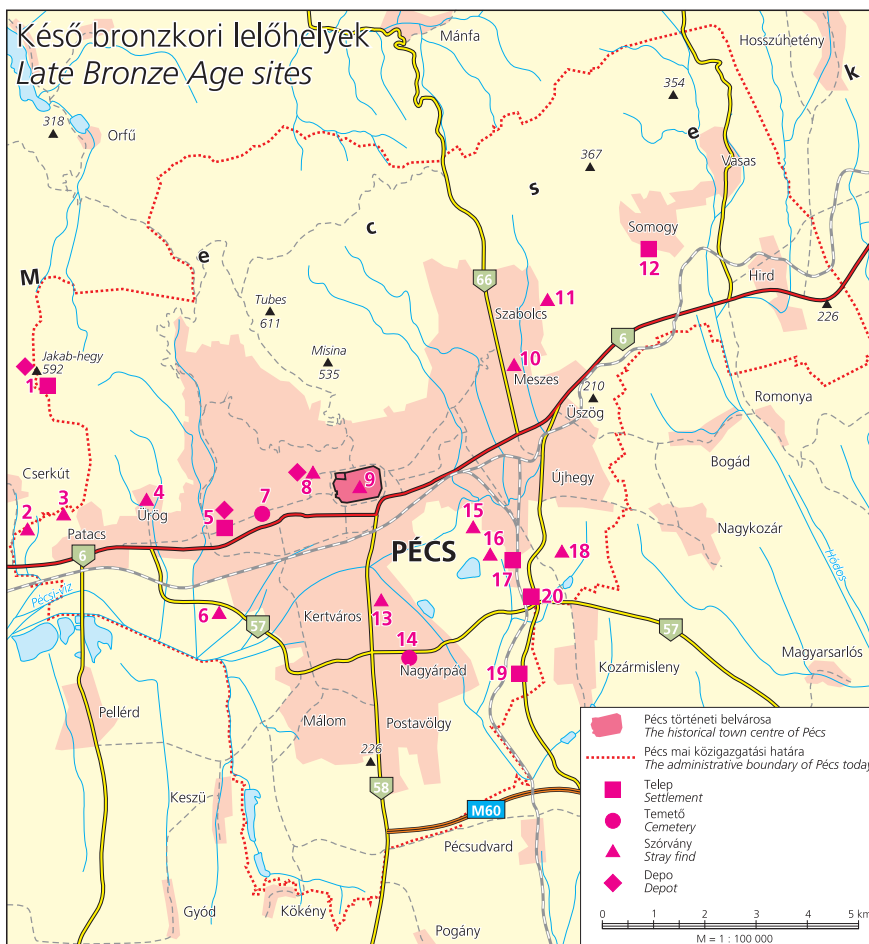 Késő bronzkori lelőhelyek
Late Bronze Age sites
Mánfa
Hosszúhetény
354
k
318
Orfű
e
Vasas
367
s
Somogy
c
12
e
M
Hird
66
Tubes
611
11
Szabolcs
226
6
Jakab-hegy
592
1
Misina
535
10
Meszes
210
Üszög
Romonya
Cserkút
Bogád
8
9
Újhegy
4
3
2
Ürög
7
5
15
Nagykozár
Patacs
6
PÉCS
16
18
17
Hódos
Pécsi-víz
20
6
57
Kertváros
13
57
14
Nagyárpád
19
Kozármisleny
Magyarsarlós
Pellérd
Málom
Postavölgy
226
58
Keszü
M60
Pécsudvard
Gyód
Kökény
Pogány
Pécs történeti belvárosa
The historical town centre of Pécs
Pécs mai közigazgatási határa
The administrative boundary of Pécs today
Telep
Settlement
Temető
Cemetery
Szórvány
Stray find
Depo
Depot
0 1 2 3 4 5 km
M = 1 : 100 000